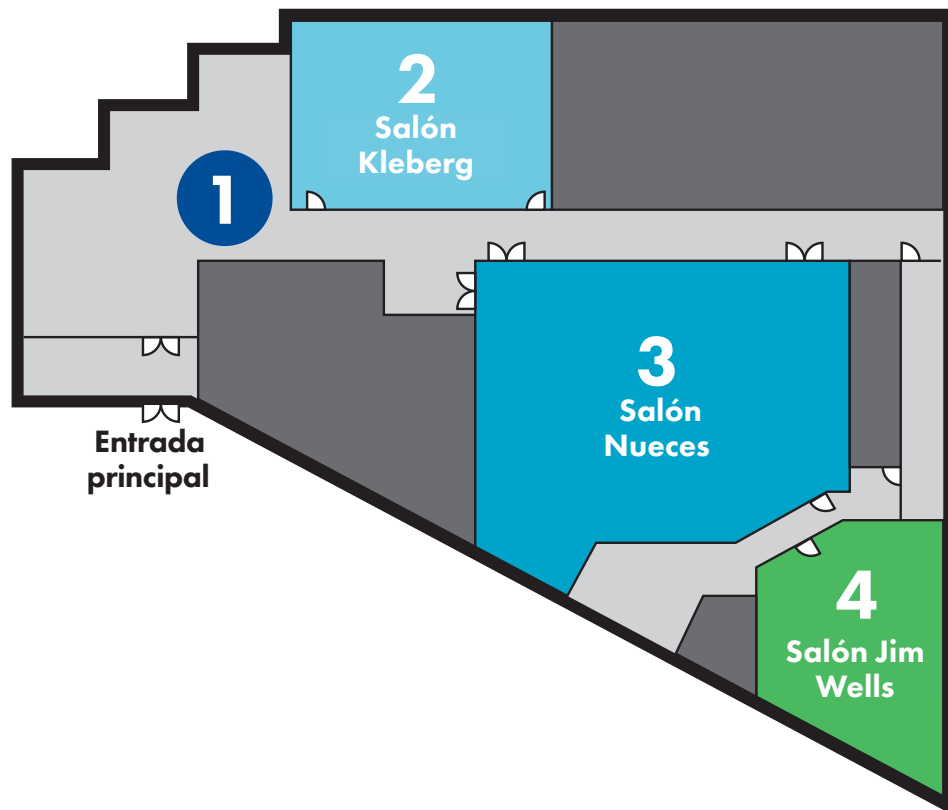 2
Salón
Kleberg
1
3
Salón
Nueces
Entrada
principal
4
Salón Jim
Wells